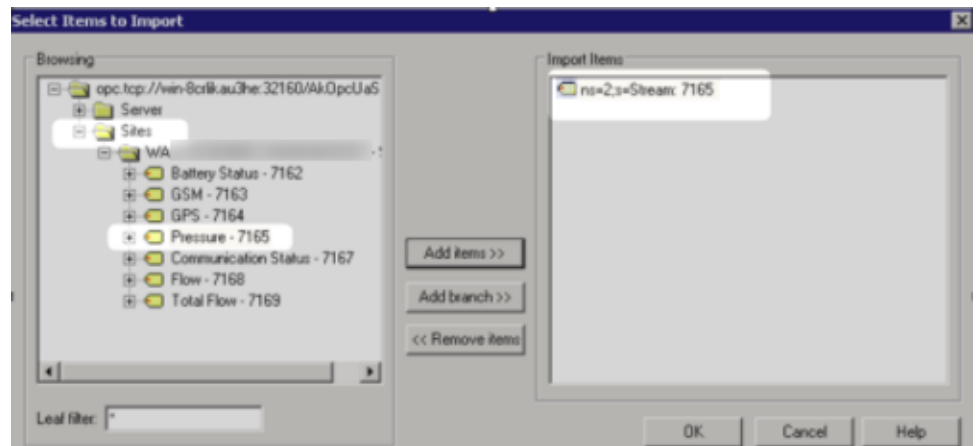 Select Items to Import
Browsing
opc.tcp://win-8crlik.au3he:32160/Ak.OpcUaS
Server
Sites
WA
Battery Status - 7162
GSM - 7163
GPS - 7164
Pressure - 7165
Communication Status - 7167
Flow - 7168
Total Flow - 7169
Leaf filter: *
Add items >>
Add branch >>
<< Remove items
Import Items
ns=2;s=Stream: 7165
OK
Cancel
Help